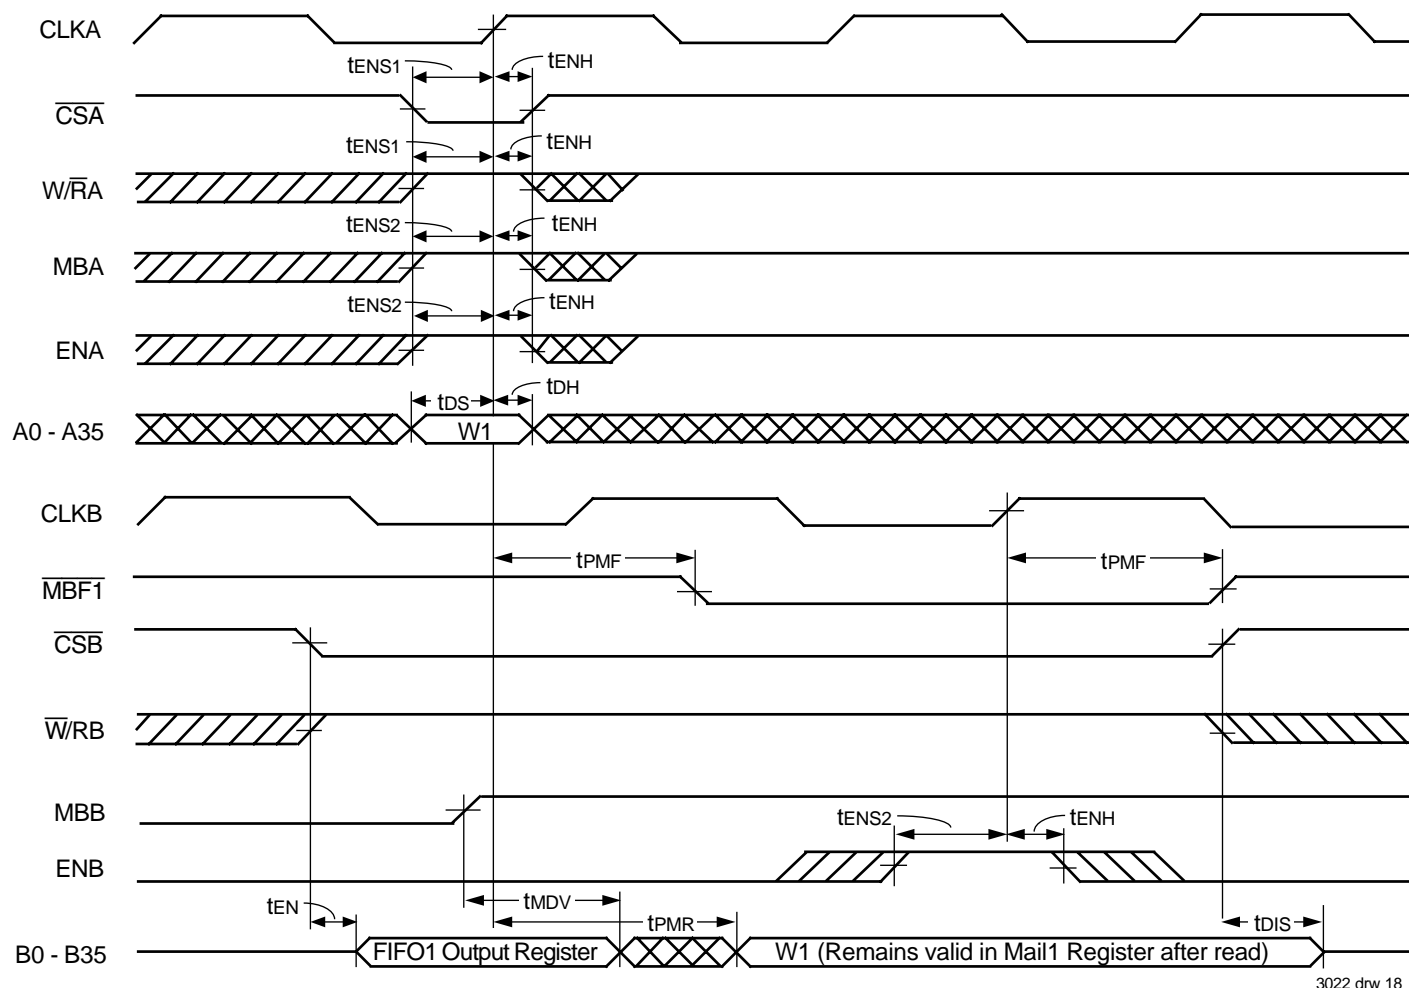 CLKA
tENS1
tENH
CSA
tENS1
tENH
W/RA
tENS2
tENH
MBA
tENS2
tENH
ENA
tDS
tDH
A0 - A35
W1
CLKB
tPMF
tPMF
MBF1
CSB
W/RB
MBB
tENS2
tENH
ENB
tEN
tMDV
tPMR
tDIS
B0 - B35
FIFO1 Output Register
W1 (Remains valid in Mail1 Register after read)
3022 drw 18